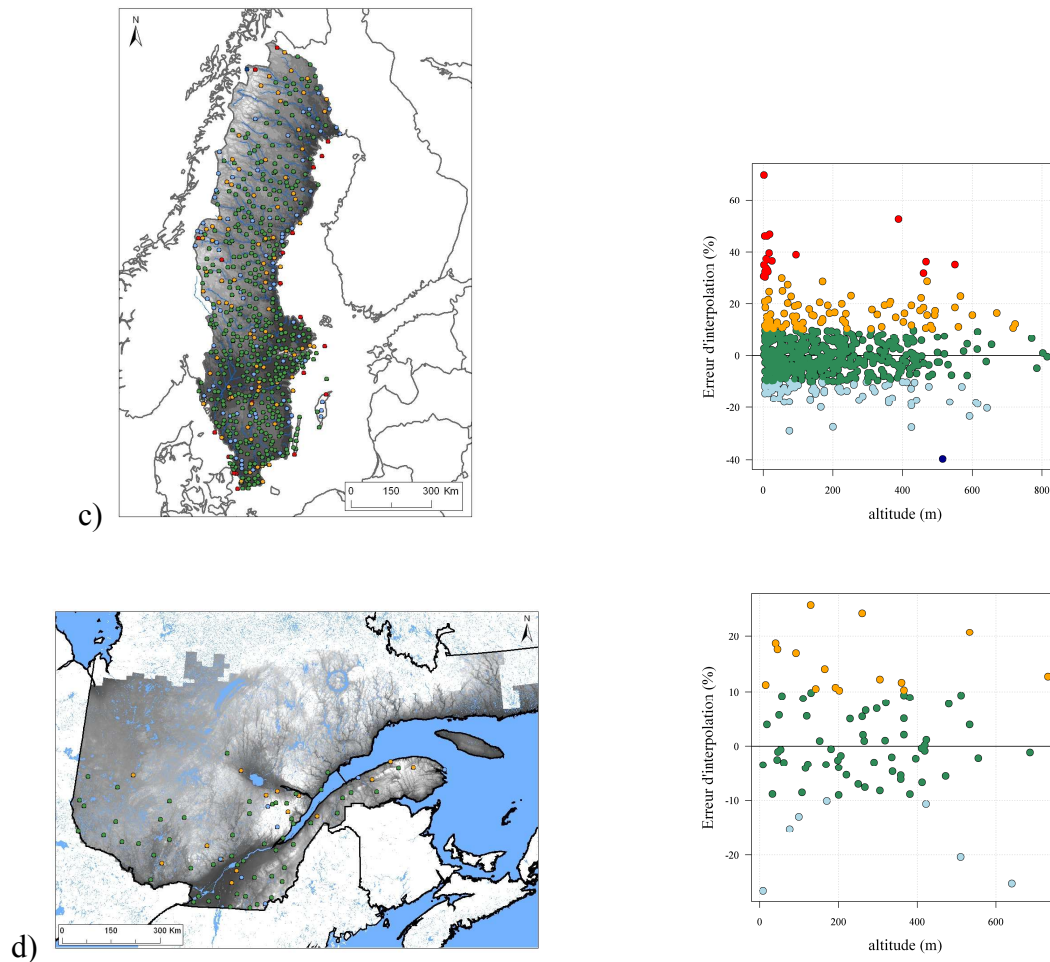 N
0 150 300 Km
c)
Erreur d'interpolation (%)
60
40
20
0
-20
-40
0 200 400 600 800
altitude (m)
N
0 150 300 Km
d)
Erreur d'interpolation (%)
20
10
0
-10
-20
0 200 400 600
altitude (m)